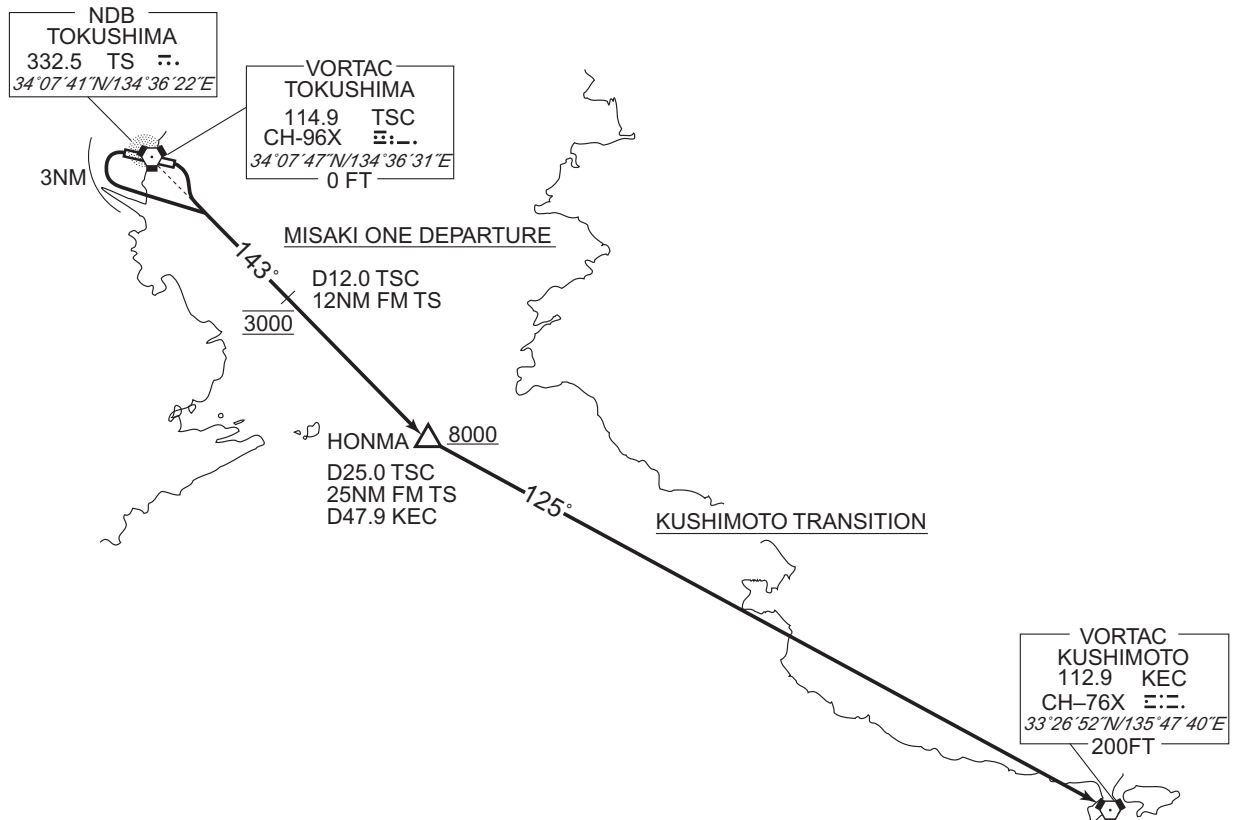 NDB
TOKUSHIMA
332.5 TS
34°07′41″N/134°36′22″E
VORTAC
TOKUSHIMA
114.9 TSC
CH-96X
34°07′47″N/134°36′31″E
0 FT
3NM
MISAKI ONE DEPARTURE
143°
D12.0 TSC
12NM FM TS
3000
HONMA
8000
D25.0 TSC
25NM FM TS
D47.9 KEC
125°
KUSHIMOTO TRANSITION
VORTAC
KUSHIMOTO
112.9 KEC
CH–76X
33°26′52″N/135°47′40″E
200FT